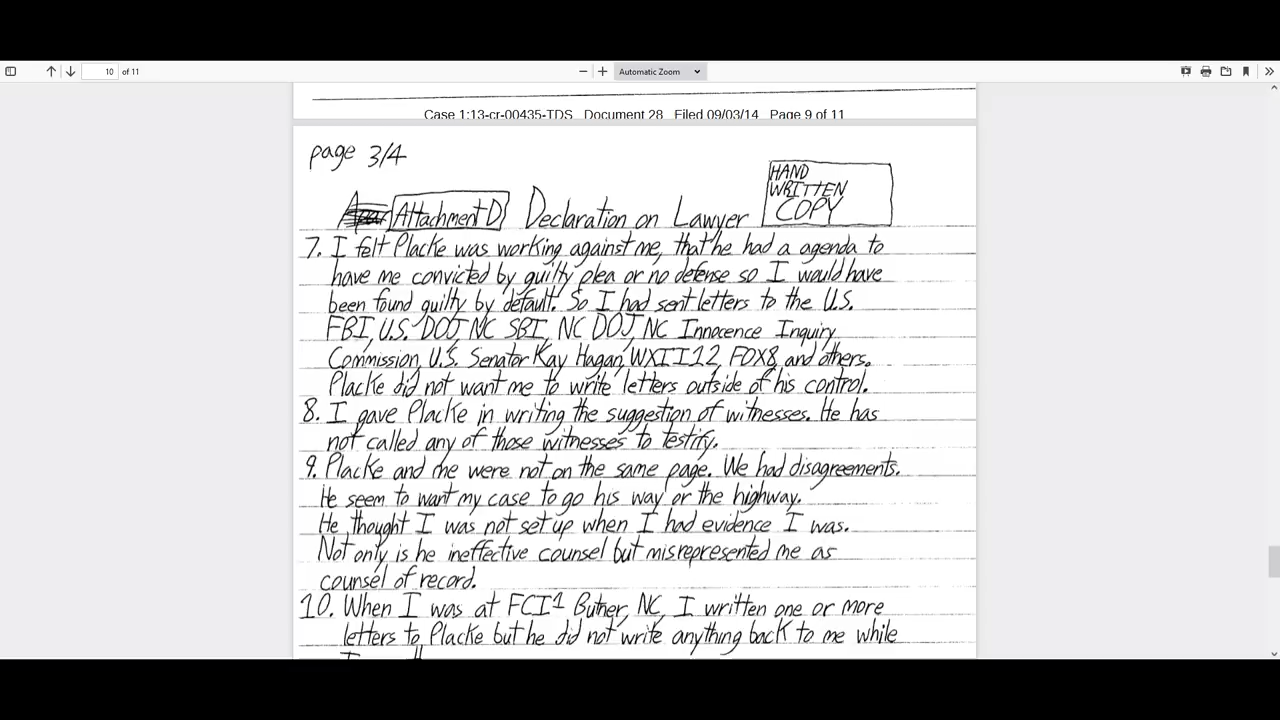 10 of 11
Automatic Zoom
Case 1:13-cr-00435-TDS Document 28 Filed 09/03/14 Page 9 of 11
page 3/4
HAND
WRITTEN
COPY
Attachment D Declaration on Lawyer
7. I felt Placke was working against me, that he had a agenda to
have me convicted by guilty plea or no defense so I would have
been found guilty by default. So I had sent letters to the U.S.
FBI, U.S. DOJ, NC SBI, NC DOJ, NC Innocence Inquiry
Commission, U.S. Senator Kay Hagan, WXII12, FOX8, and others.
Placke did not want me to write letters outside of his control.
8. I gave Placke in writing the suggestion of witnesses. He has
not called any of those witnesses to testify.
9. Placke and me were not on the same page. We had disagreements.
He seem to want my case to go his way or the highway.
He thought I was not set up when I had evidence I was.
Not only is he ineffective counsel but misrepresented me as
counsel of record.
10. When I was at FCI1 Butner, NC, I written one or more
letters to Placke but he did not write anything back to me while